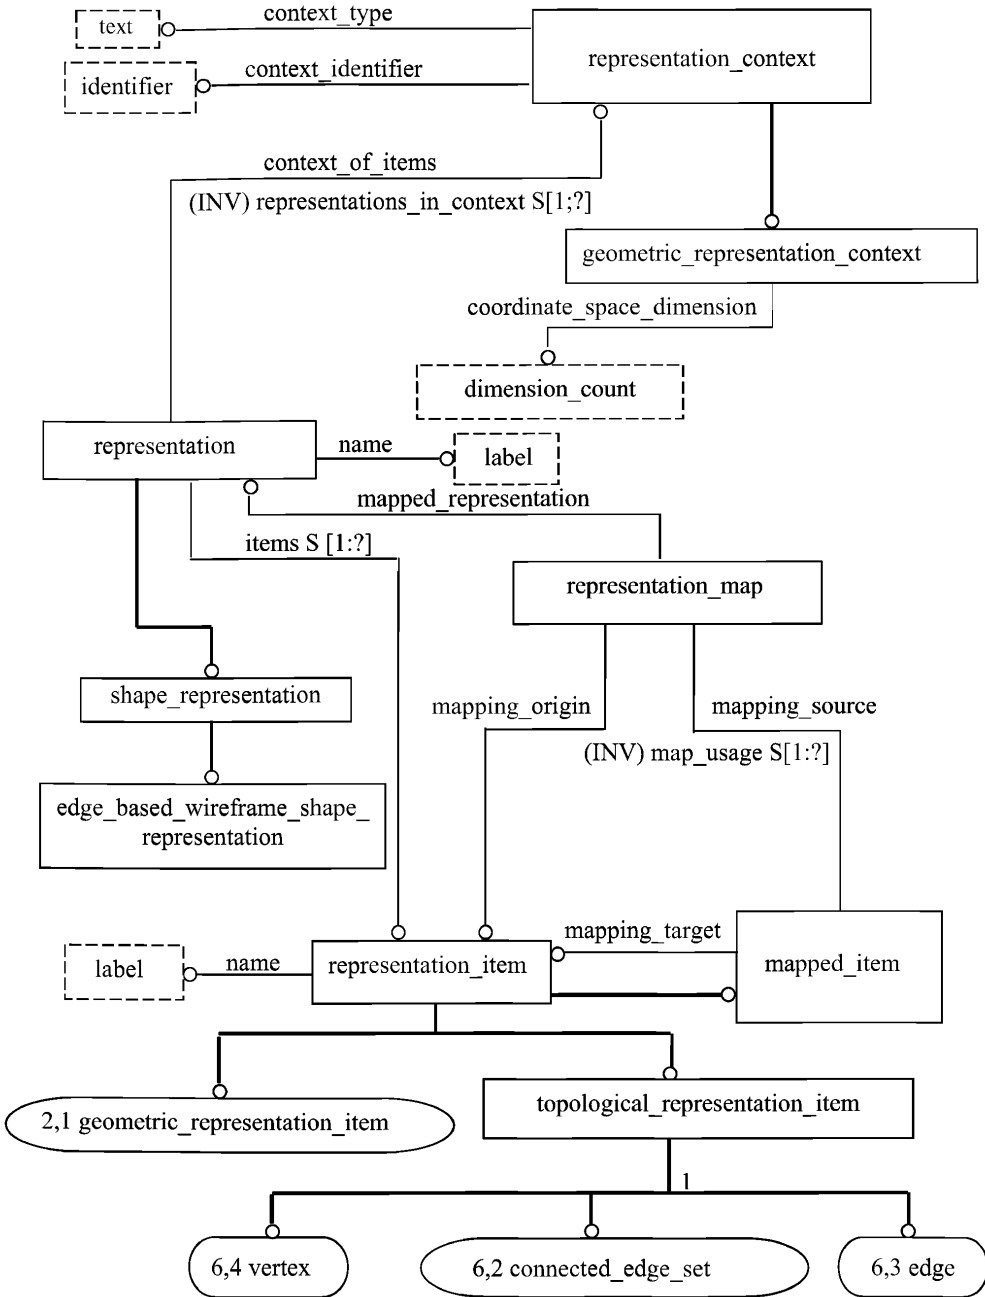 context_type
text
representation_context
context_identifier
identifier
context_of_items
(INV) representations_in_context S[1;?]
geometric_representation_context
coordinate_space_dimension
dimension_count
representation
name
label
mapped_representation
items S [1:?]
representation_map
shape_representation
mapping_origin
mapping_source
(INV) map_usage S[1:?]
edge_based_wireframe_shape_
representation
mapping_target
label
name
representation_item
mapped_item
2,1 geometric_representation_item
topological_representation_item
1
6,4 vertex
6,2 connected_edge_set
6,3 edge